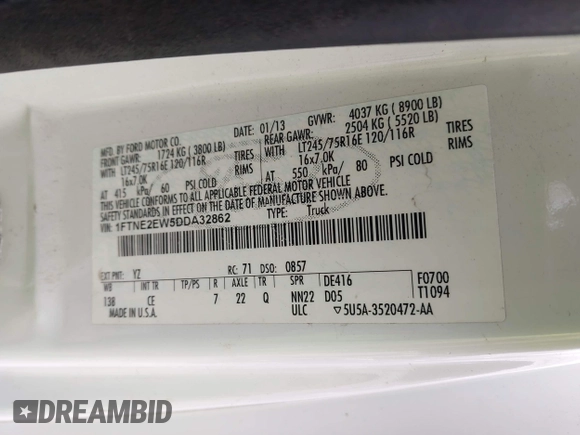 MFD. BY FORD MOTOR CO.
DATE: 01/13 GVWR: 4037 KG ( 8900 LB)
FRONT GAWR: 1724 KG ( 3800 LB) REAR GAWR: 2504 KG ( 5520 LB)
WITH LT245/75R16E 120/116R TIRES WITH LT245/75R16E 120/116R TIRES
16x7.0K RIMS 16x7.0K RIMS
AT 415 kPa/ 60 PSI COLD AT 550 kPa/ 80 PSI COLD
THIS VEHICLE CONFORMS TO ALL APPLICABLE FEDERAL MOTOR VEHICLE
SAFETY STANDARDS IN EFFECT ON THE DATE OF MANUFACTURE SHOWN ABOVE.
VIN: 1FTNE2EW5DDA32862
TYPE: Truck
EXT PNT: YZ RC: 71 DSO: 0857
WB INT TR TP/PS R AXLE TR SPR DE416 F0700
138 CE 7 22 Q NN22 D05 T1094
ULC ▽5U5A-3520472-AA
MADE IN U.S.A.
$DREAMBID